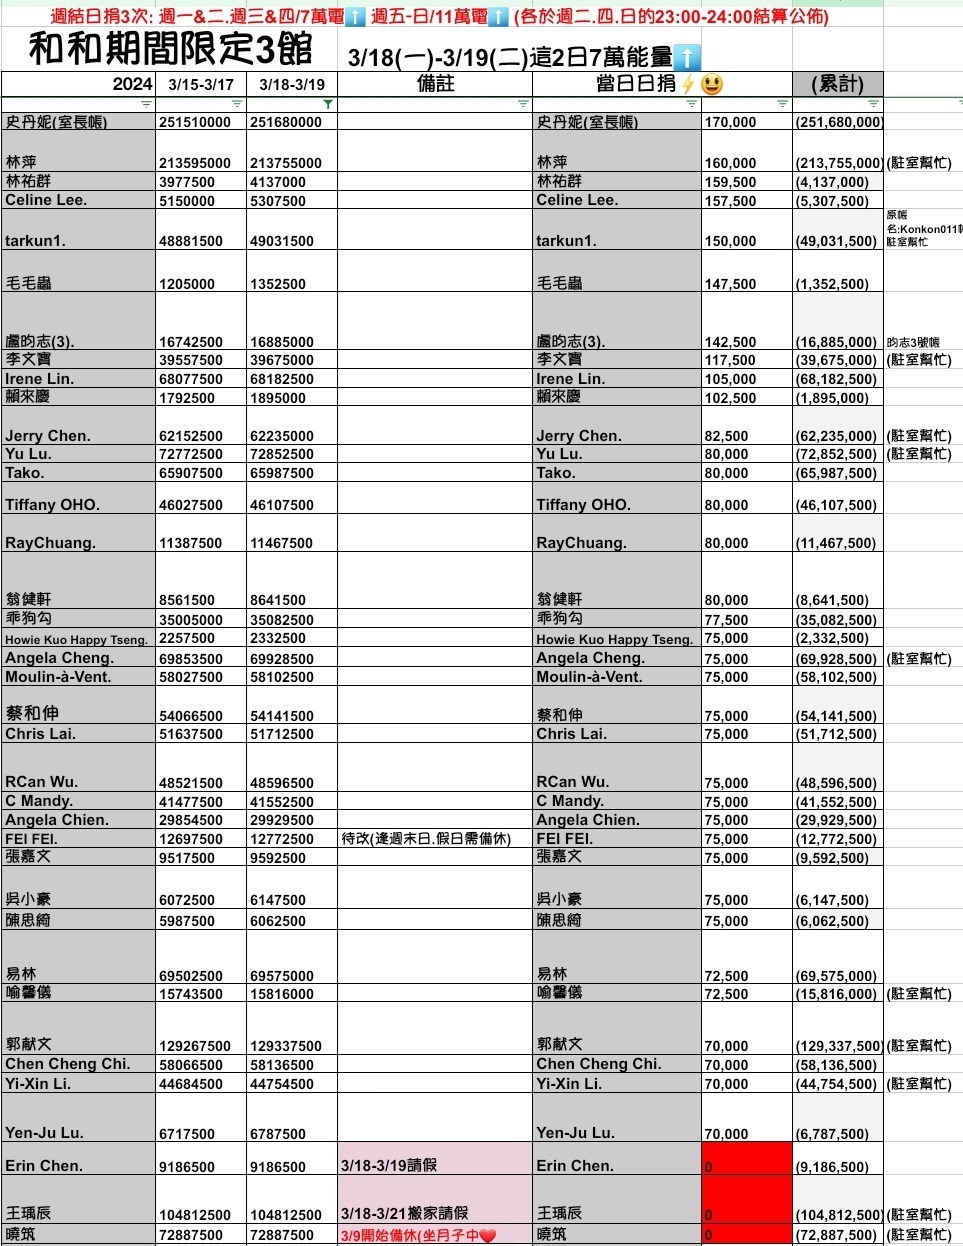 週結日捐3次: 週一&二.週三&四/7萬電⬆️ 週五-日/11萬電⬆️ (各於週二.四.日的23:00-24:00結算公佈)
和和期間限定3館 3/18(一)-3/19(二)這2日7萬能量⬆️
2024 3/15-3/17 3/18-3/19 備註 當日日捐⚡😃 (累計)
史丹妮(室長帳) 251510000 251680000 史丹妮(室長帳) 170,000 (251,680,000)
林萍 213595000 213755000 林萍 160,000 (213,755,000) (駐室幫忙)
林祐群 3977500 4137000 林祐群 159,500 (4,137,000)
Celine Lee. 5150000 5307500 Celine Lee. 157,500 (5,307,500)
原帳
名:Konkon011
tarkun1. 48881500 49031500 tarkun1. 150,000 (49,031,500) 駐室幫忙
毛毛蟲 1205000 1352500 毛毛蟲 147,500 (1,352,500)
盧昀志(3). 16742500 16885000 盧昀志(3). 142,500 (16,885,000) 昀志3號帳
李文寶 39557500 39675000 李文寶 117,500 (39,675,000) (駐室幫忙)
Irene Lin. 68077500 68182500 Irene Lin. 105,000 (68,182,500)
賴來慶 1792500 1895000 賴來慶 102,500 (1,895,000)
Jerry Chen. 62152500 62235000 Jerry Chen. 82,500 (62,235,000) (駐室幫忙)
Yu Lu. 72772500 72852500 Yu Lu. 80,000 (72,852,500) (駐室幫忙)
Tako. 65907500 65987500 Tako. 80,000 (65,987,500)
Tiffany OHO. 46027500 46107500 Tiffany OHO. 80,000 (46,107,500)
RayChuang. 11387500 11467500 RayChuang. 80,000 (11,467,500)
翁健軒 8561500 8641500 翁健軒 80,000 (8,641,500)
乖狗勾 35005000 35082500 乖狗勾 77,500 (35,082,500)
Howie Kuo Happy Tseng. 2257500 2332500 Howie Kuo Happy Tseng. 75,000 (2,332,500)
Angela Cheng. 69853500 69928500 Angela Cheng. 75,000 (69,928,500) (駐室幫忙)
Moulin-à-Vent. 58027500 58102500 Moulin-à-Vent. 75,000 (58,102,500)
蔡和伸 54066500 54141500 蔡和伸 75,000 (54,141,500)
Chris Lai. 51637500 51712500 Chris Lai. 75,000 (51,712,500)
RCan Wu. 48521500 48596500 RCan Wu. 75,000 (48,596,500)
C Mandy. 41477500 41552500 C Mandy. 75,000 (41,552,500)
Angela Chien. 29854500 29929500 Angela Chien. 75,000 (29,929,500)
FEI FEI. 12697500 12772500 待改(逢週末日.假日需備休) FEI FEI. 75,000 (12,772,500)
張嘉文 9517500 9592500 張嘉文 75,000 (9,592,500)
吳小豪 6072500 6147500 吳小豪 75,000 (6,147,500)
陳思綺 5987500 6062500 陳思綺 75,000 (6,062,500)
易林 69502500 69575000 易林 72,500 (69,575,000)
喻馨儀 15743500 15816000 喻馨儀 72,500 (15,816,000) (駐室幫忙)
郭献文 129267500 129337500 郭献文 70,000 (129,337,500) (駐室幫忙)
Chen Cheng Chi. 58066500 58136500 Chen Cheng Chi. 70,000 (58,136,500)
Yi-Xin Li. 44684500 44754500 Yi-Xin Li. 70,000 (44,754,500) (駐室幫忙)
Yen-Ju Lu. 6717500 6787500 Yen-Ju Lu. 70,000 (6,787,500)
Erin Chen. 9186500 9186500 3/18-3/19請假 Erin Chen. 0 (9,186,500)
王瑀辰 104812500 104812500 3/18-3/21搬家請假 王瑀辰 0 (104,812,500) (駐室幫忙)
曉筑 72887500 72887500 3/9開始備休(坐月子中❤️ 曉筑 0 (72,887,500) (駐室幫忙)